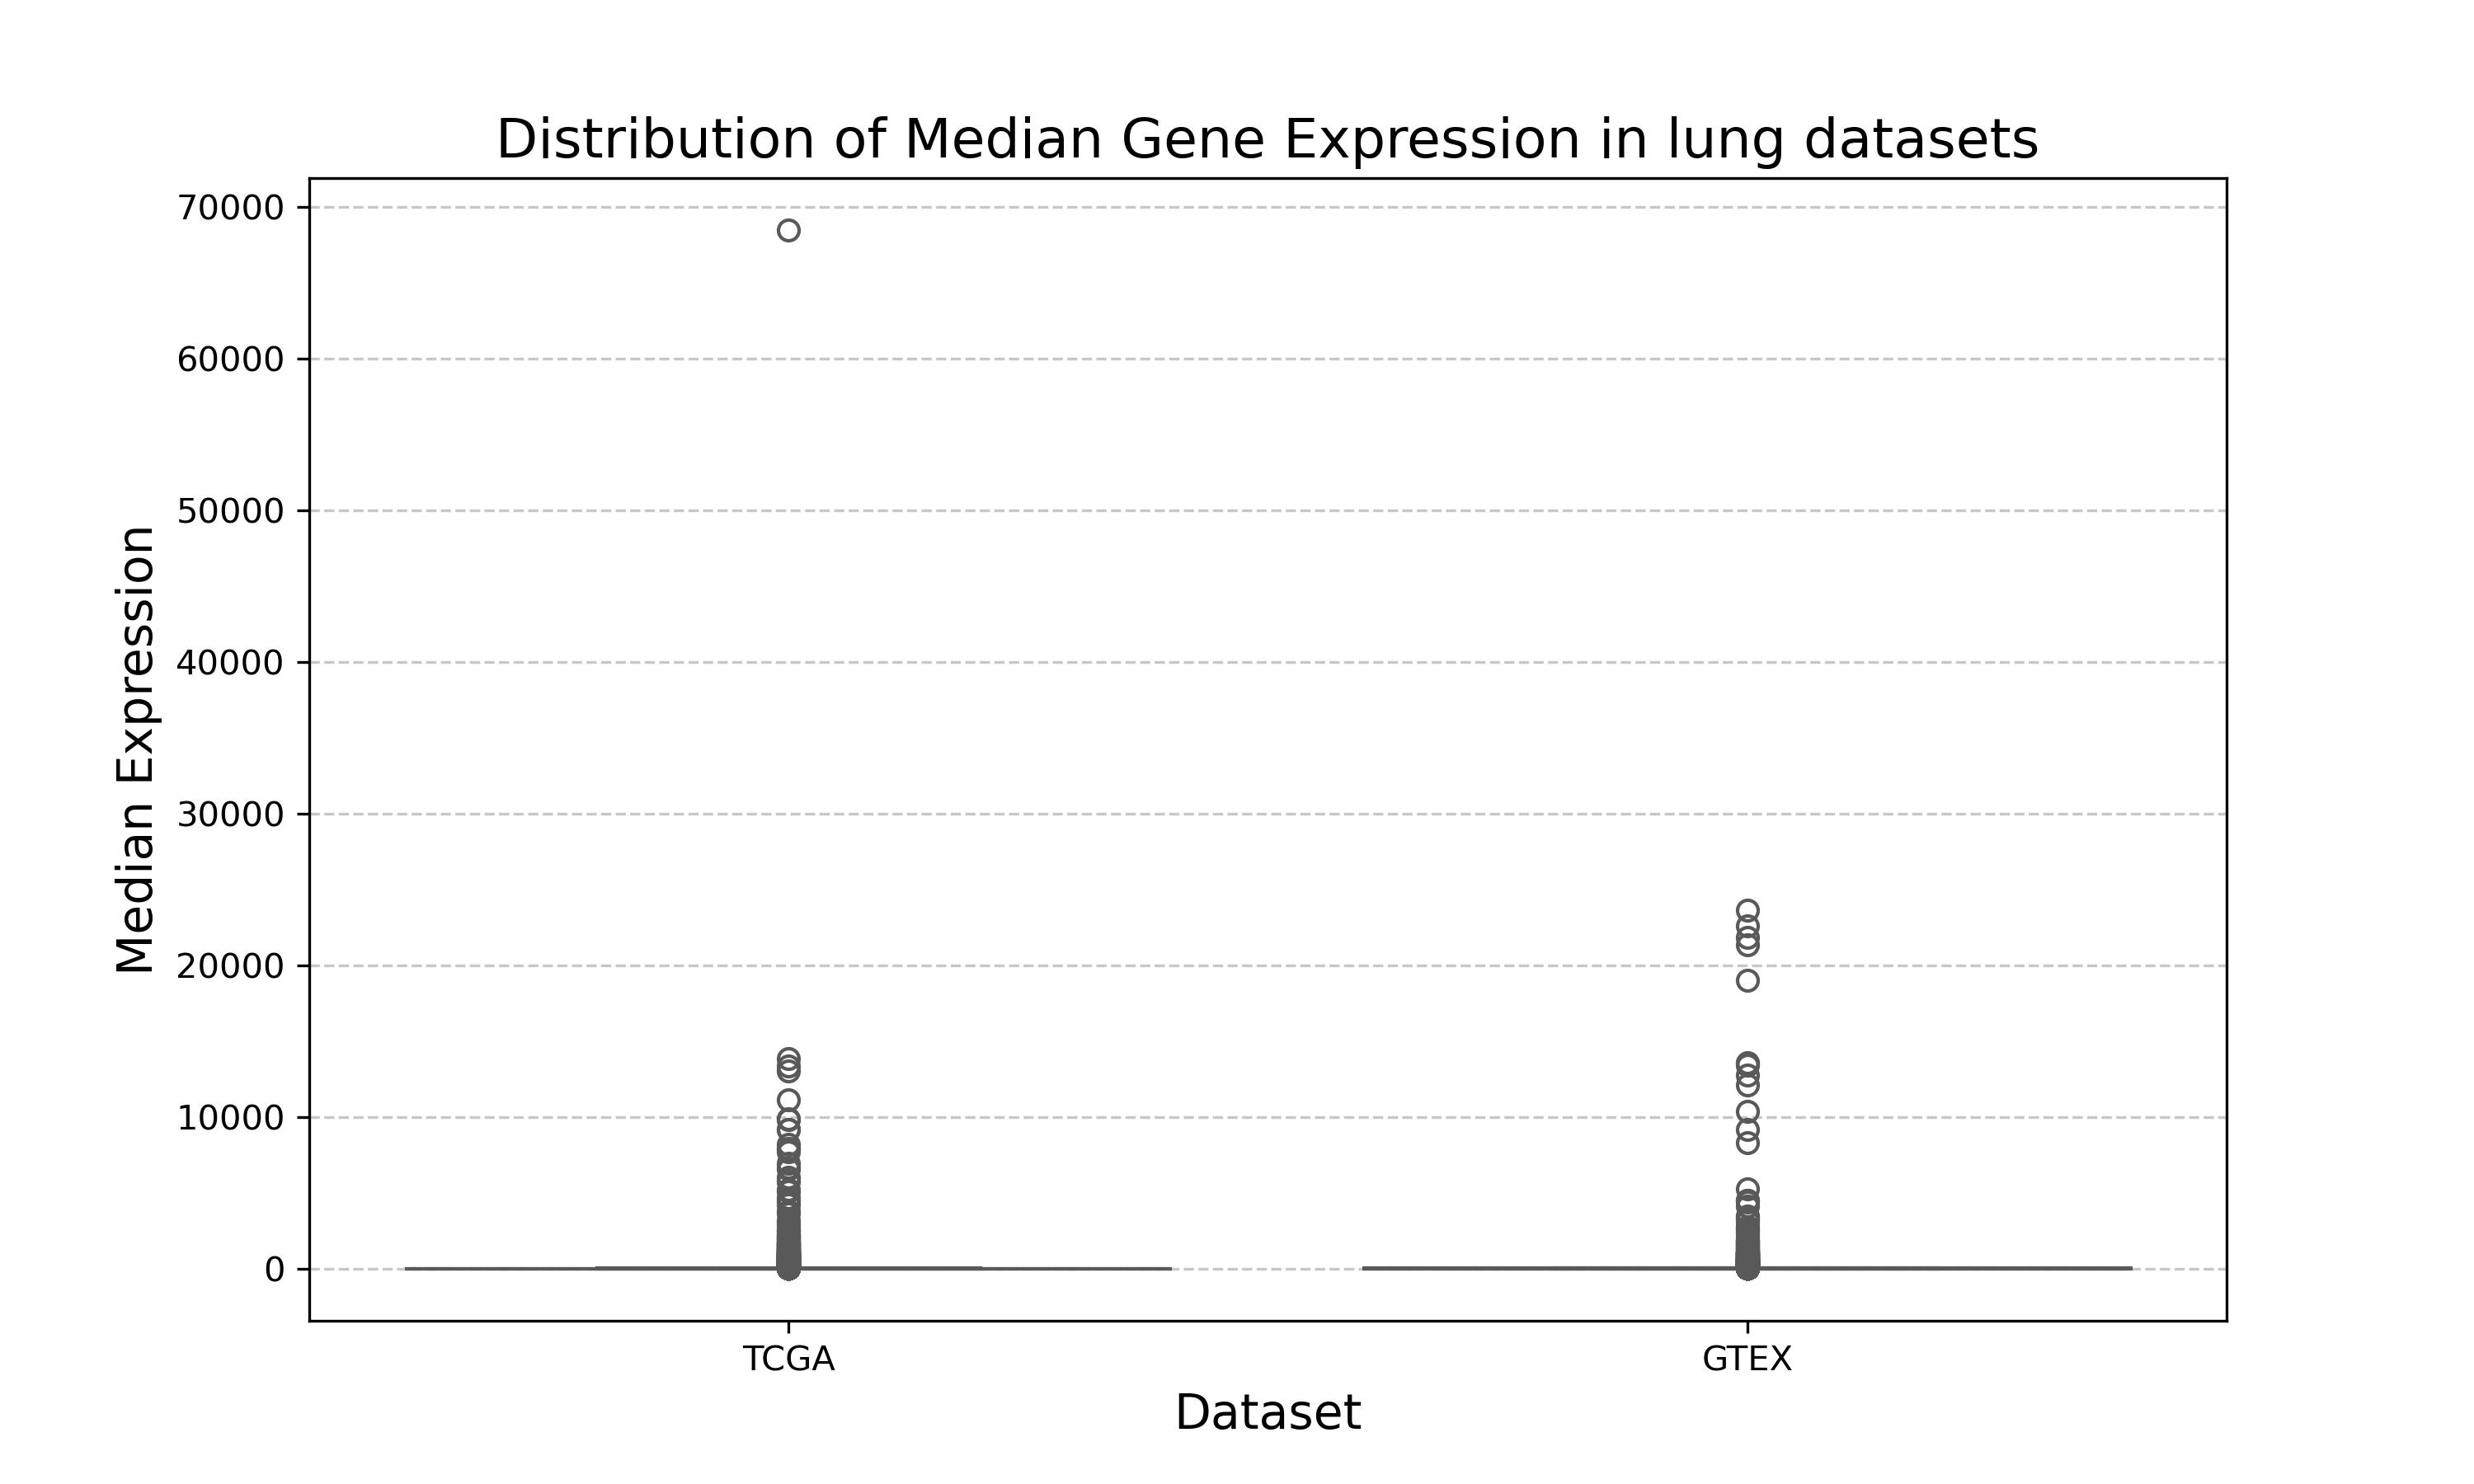 Distribution of Median Gene Expression in lung datasets
70000
60000
50000
40000
30000
20000
10000
0
Median Expression
TCGA
GTEX
Dataset